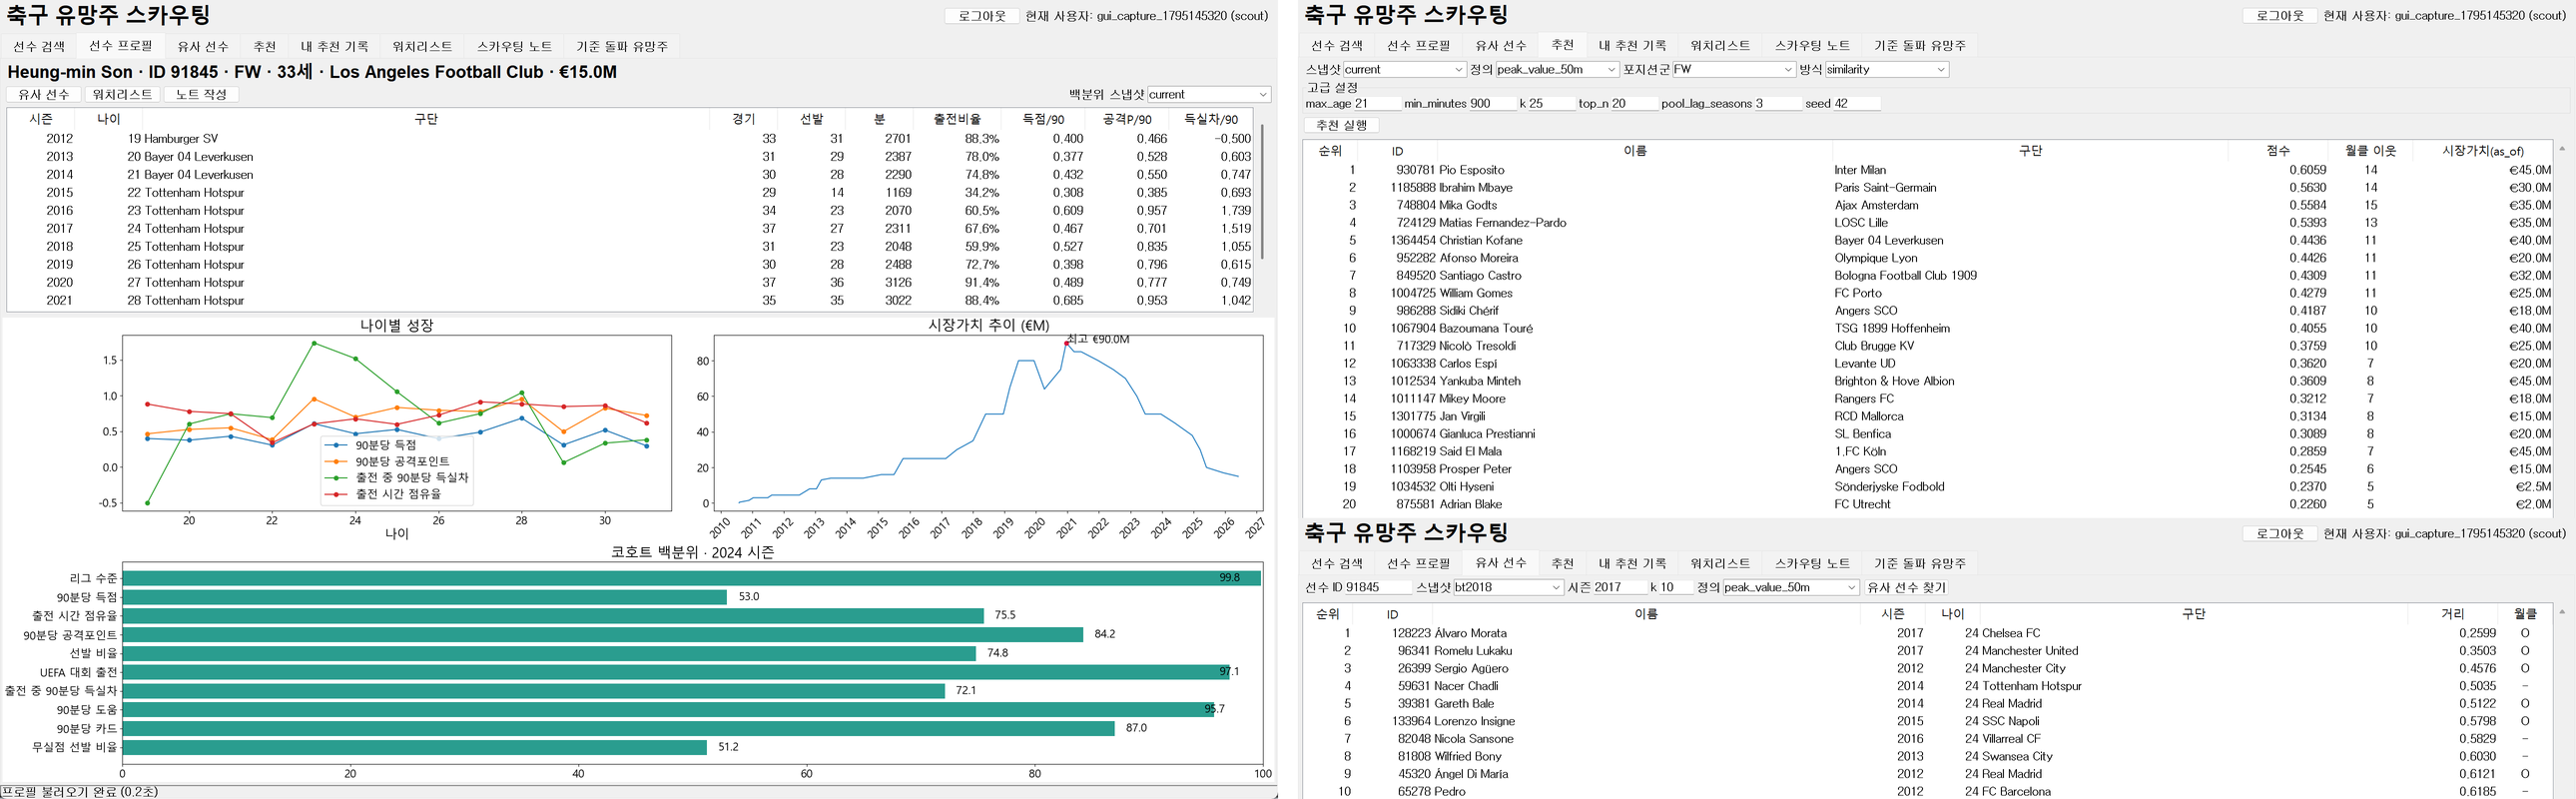 축구 유망주 스카우팅
로그아웃 현재 사용자: gui_capture_1795145320 (scout)
선수 검색 선수 프로필 유사 선수 추천 내 추천 기록 워치리스트 스카우팅 노트 기준 돌파 유망주
Heung-min Son · ID 91845 · FW · 33세 · Los Angeles Football Club · €15.0M
유사 선수 워치리스트 노트 작성 백분위 스냅샷 current
시즌 나이 구단 경기 선발 분 출전비율 득점/90 공격P/90 득실차/90
2012 19 Hamburger SV 33 31 2701 88.3% 0.400 0.466 -0.500
2013 20 Bayer 04 Leverkusen 31 29 2387 78.0% 0.377 0.528 0.603
2014 21 Bayer 04 Leverkusen 30 28 2290 74.8% 0.432 0.550 0.747
2015 22 Tottenham Hotspur 29 14 1169 34.2% 0.308 0.385 0.693
2016 23 Tottenham Hotspur 34 23 2070 60.5% 0.609 0.957 1.739
2017 24 Tottenham Hotspur 37 27 2311 67.6% 0.467 0.701 1.519
2018 25 Tottenham Hotspur 31 23 2048 59.9% 0.527 0.835 1.055
2019 26 Tottenham Hotspur 30 28 2488 72.7% 0.398 0.796 0.615
2020 27 Tottenham Hotspur 37 36 3126 91.4% 0.489 0.777 0.749
2021 28 Tottenham Hotspur 35 35 3022 88.4% 0.685 0.953 1.042
나이별 성장
1.5
1.0
0.5
0.0
-0.5
90분당 득점
90분당 공격포인트
출전 중 90분당 득실차
출전 시간 점유율
20 22 24 26 28 30
나이
시장가치 추이 (€M)
최고 €90.0M
80
60
40
20
0
2010 2011 2012 2013 2014 2015 2016 2017 2018 2019 2020 2021 2022 2023 2024 2025 2026 2027
코호트 백분위 · 2024 시즌
리그 수준 99.8
90분당 득점 53.0
출전 시간 점유율 75.5
90분당 공격포인트 84.2
선발 비율 74.8
UEFA 대회 출전 97.1
출전 중 90분당 득실차 72.1
90분당 도움 95.7
90분당 카드 87.0
무실점 선발 비율 51.2
0 20 40 60 80 100
프로필 불러오기 완료 (0.2초)
축구 유망주 스카우팅
로그아웃 현재 사용자: gui_capture_1795145320 (scout)
선수 검색 선수 프로필 유사 선수 추천 내 추천 기록 워치리스트 스카우팅 노트 기준 돌파 유망주
스냅샷 current 정의 peak_value_50m 포지션군 FW 방식 similarity
고급 설정
max_age 21 min_minutes 900 k 25 top_n 20 pool_lag_seasons 3 seed 42
추천 실행
순위 ID 이름 구단 점수 월클 이웃 시장가치(as_of)
1 930781 Pio Esposito Inter Milan 0.6059 14 €45.0M
2 1185888 Ibrahim Mbaye Paris Saint-Germain 0.5630 14 €30.0M
3 748804 Mika Godts Ajax Amsterdam 0.5584 15 €35.0M
4 724129 Matias Fernandez-Pardo LOSC Lille 0.5393 13 €35.0M
5 1364454 Christian Kofane Bayer 04 Leverkusen 0.4436 11 €40.0M
6 952282 Afonso Moreira Olympique Lyon 0.4426 11 €20.0M
7 849520 Santiago Castro Bologna Football Club 1909 0.4309 11 €32.0M
8 1004725 William Gomes FC Porto 0.4279 11 €25.0M
9 986288 Sidiki Chérif Angers SCO 0.4187 10 €18.0M
10 1067904 Bazoumana Touré TSG 1899 Hoffenheim 0.4055 10 €40.0M
11 717329 Nicolò Tresoldi Club Brugge KV 0.3759 10 €25.0M
12 1063338 Carlos Espí Levante UD 0.3620 7 €20.0M
13 1012534 Yankuba Minteh Brighton & Hove Albion 0.3609 8 €45.0M
14 1011147 Mikey Moore Rangers FC 0.3212 7 €18.0M
15 1301775 Jan Virgili RCD Mallorca 0.3134 8 €15.0M
16 1000674 Gianluca Prestianni SL Benfica 0.3089 8 €20.0M
17 1168219 Said El Mala 1.FC Köln 0.2859 7 €45.0M
18 1103958 Prosper Peter Angers SCO 0.2545 6 €15.0M
19 1034532 Olti Hyseni Sönderjyske Fodbold 0.2370 5 €2.5M
20 875581 Adrian Blake FC Utrecht 0.2260 5 €2.0M
축구 유망주 스카우팅
로그아웃 현재 사용자: gui_capture_1795145320 (scout)
선수 검색 선수 프로필 유사 선수 추천 내 추천 기록 워치리스트 스카우팅 노트 기준 돌파 유망주
선수 ID 91845 스냅샷 bt2018 시즌 2017 k 10 정의 peak_value_50m 유사 선수 찾기
순위 ID 이름 시즌 나이 구단 거리 월클
1 128223 Álvaro Morata 2017 24 Chelsea FC 0.2599 O
2 96341 Romelu Lukaku 2017 24 Manchester United 0.3503 O
3 26399 Sergio Agüero 2012 24 Manchester City 0.4576 O
4 59631 Nacer Chadli 2014 24 Tottenham Hotspur 0.5035 -
5 39381 Gareth Bale 2014 24 Real Madrid 0.5122 O
6 133964 Lorenzo Insigne 2015 24 SSC Napoli 0.5798 O
7 82048 Nicola Sansone 2016 24 Villarreal CF 0.5829 -
8 81808 Wilfried Bony 2013 24 Swansea City 0.6030 -
9 45320 Ángel Di María 2012 24 Real Madrid 0.6121 O
10 65278 Pedro 2012 24 FC Barcelona 0.6185 -